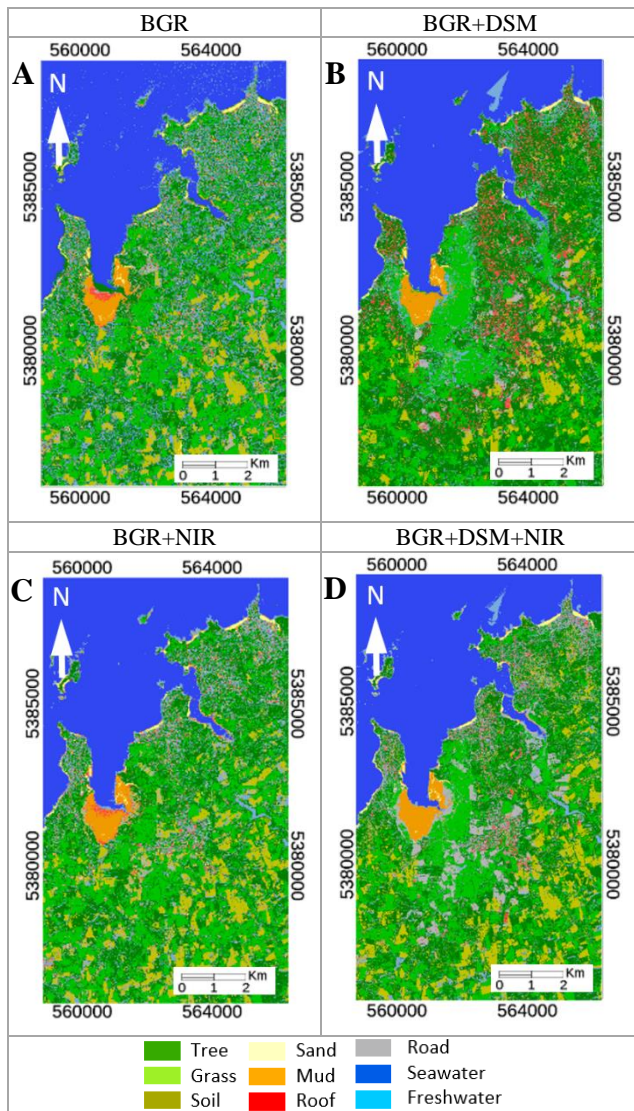 BGR BGR+DSM
560000 564000 560000 564000
A N B N
5385000 5385000 5385000 5385000
5380000 5380000 5380000 5380000
Km 0 1 2 Km 0 1 2
560000 564000 560000 564000
BGR+NIR BGR+DSM+NIR
560000 564000 560000 564000
C N D N
5385000 5385000 5385000 5385000
5380000 5380000 5380000 5380000
Km 0 1 2 Km 0 1 2
560000 564000 560000 564000
Tree Sand Road
Grass Mud Seawater
Soil Roof Freshwater